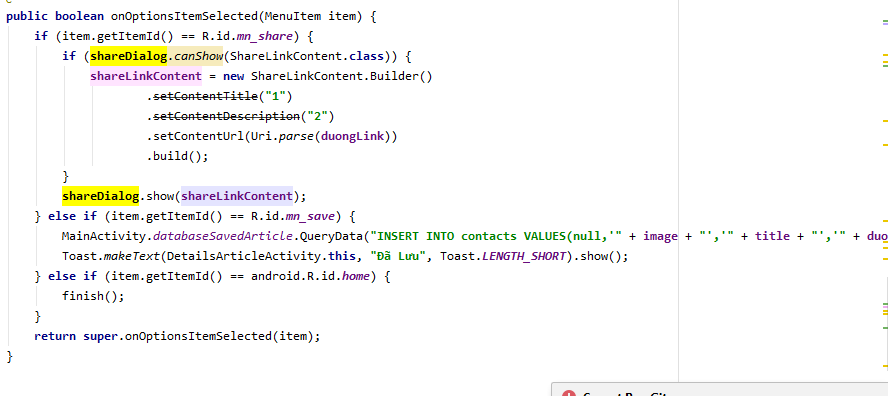 public boolean onOptionsItemSelected(MenuItem item) {
    if (item.getItemId() == R.id.mn_share) {
        if (shareDialog.canShow(ShareLinkContent.class)) {
            shareLinkContent = new ShareLinkContent.Builder()
                    .setContentTitle("1")
                    .setContentDescription("2")
                    .setContentUrl(Uri.parse(duongLink))
                    .build();
        }
        shareDialog.show(shareLinkContent);
    } else if (item.getItemId() == R.id.mn_save) {
        MainActivity.databaseSavedArticle.QueryData("INSERT INTO contacts VALUES(null,'" + image + "','" + title + "','" + duo
        Toast.makeText(DetailsArticleActivity.this, "Đã Lưu", Toast.LENGTH_SHORT).show();
    } else if (item.getItemId() == android.R.id.home) {
        finish();
    }
    return super.onOptionsItemSelected(item);
}